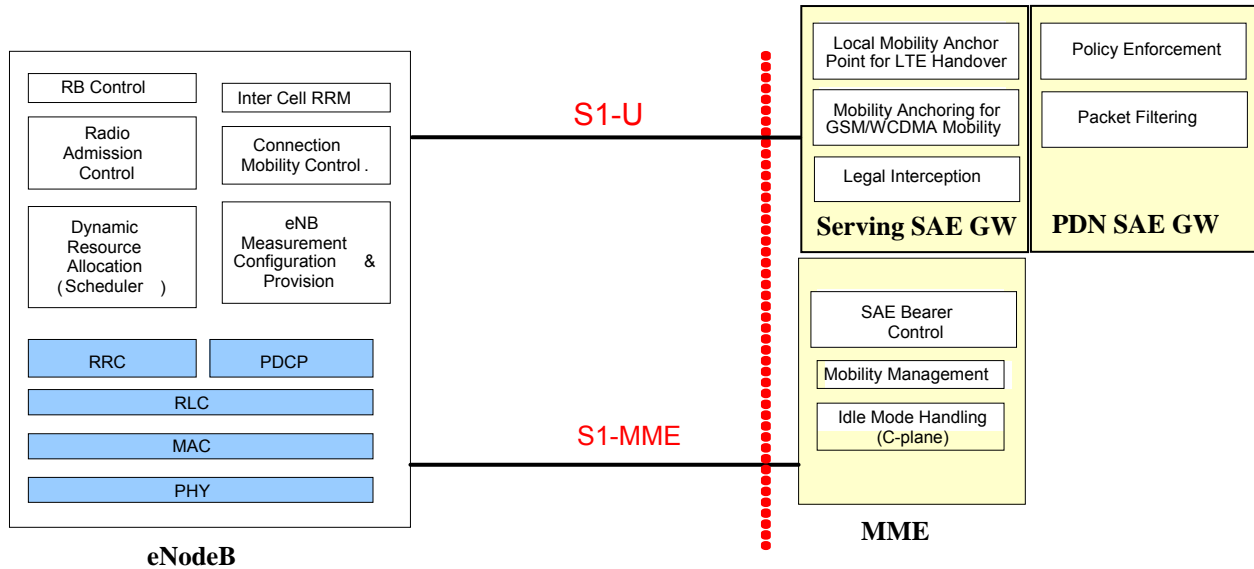 RB Control
Inter Cell RRM
Radio
Admission
Control
Connection
Mobility Control .
Dynamic
Resource
Allocation
(Scheduler )
eNB
Measurement
Configuration &
Provision
RRC
PDCP
RLC
MAC
PHY
eNodeB
S1-U
S1-MME
Local Mobility Anchor
Point for LTE Handover
Mobility Anchoring for
GSM/WCDMA Mobility
Legal Interception
Serving SAE GW
Policy Enforcement
Packet Filtering
PDN SAE GW
SAE Bearer
Control
Mobility Management
Idle Mode Handling
(C-plane)
MME